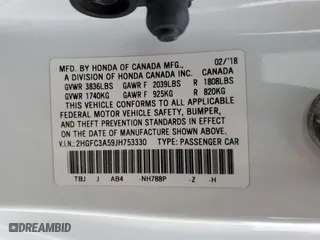 MFD. BY HONDA OF CANADA MFG., 02/'18
A DIVISION OF HONDA CANADA INC. CANADA
GVWR 3836LBS GAWR F 2039LBS R 1808LBS
GVWR 1740KG GAWR F 925KG R 820KG
THIS VEHICLE CONFORMS TO ALL APPLICABLE
FEDERAL MOTOR VEHICLE SAFETY, BUMPER,
AND THEFT PREVENTION STANDARDS IN EFFECT ON
THE DATE OF MANUFACTURE SHOWN ABOVE.
V.I.N.: 2HGFC3A59JH753330 TYPE: PASSENGER CAR
TBJ J AB4 -NH788P -Z -H
DEALERSHIP